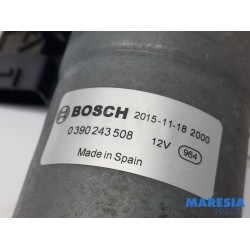 BOSCH 2015-11-18 2000
0 390 243 508 12V 964
Made in Spain
MARESIA